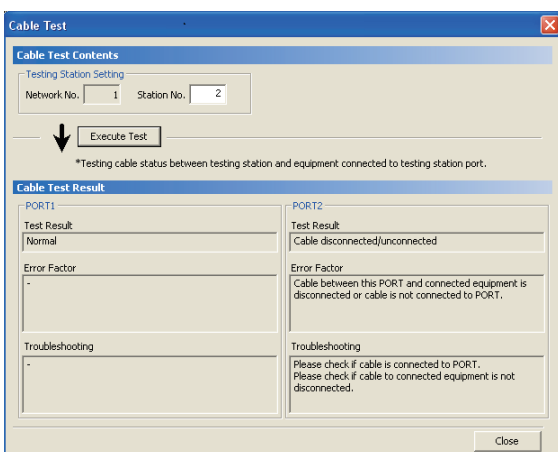 Cable Test
Cable Test Contents
Testing Station Setting
Network No. 1 Station No. 2
Execute Test
*Testing cable status between testing station and equipment connected to testing station port.
Cable Test Result
PORT1
Test Result
Normal
Error Factor
-
Troubleshooting
-
PORT2
Test Result
Cable disconnected/unconnected
Error Factor
Cable between this PORT and connected equipment is
disconnected or cable is not connected to PORT.
Troubleshooting
Please check if cable is connected to PORT.
Please check if cable to connected equipment is not
disconnected.
Close